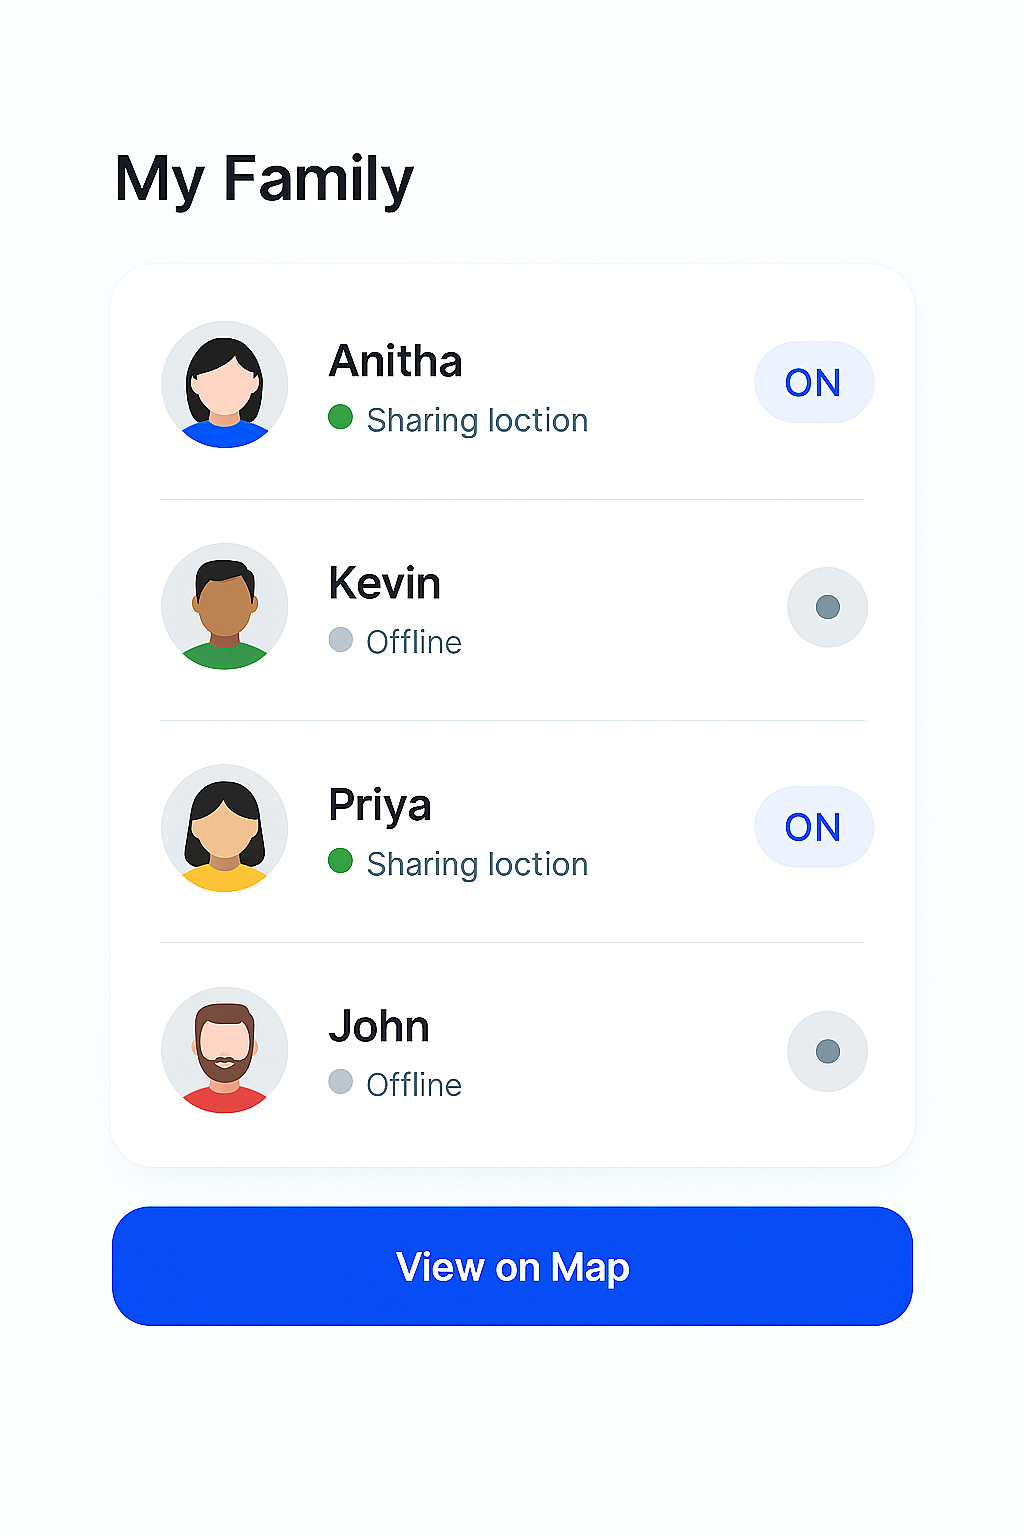 My Family
Anitha
Sharing loction
ON
Kevin
Offline
Priya
Sharing loction
ON
John
Offline
View on Map